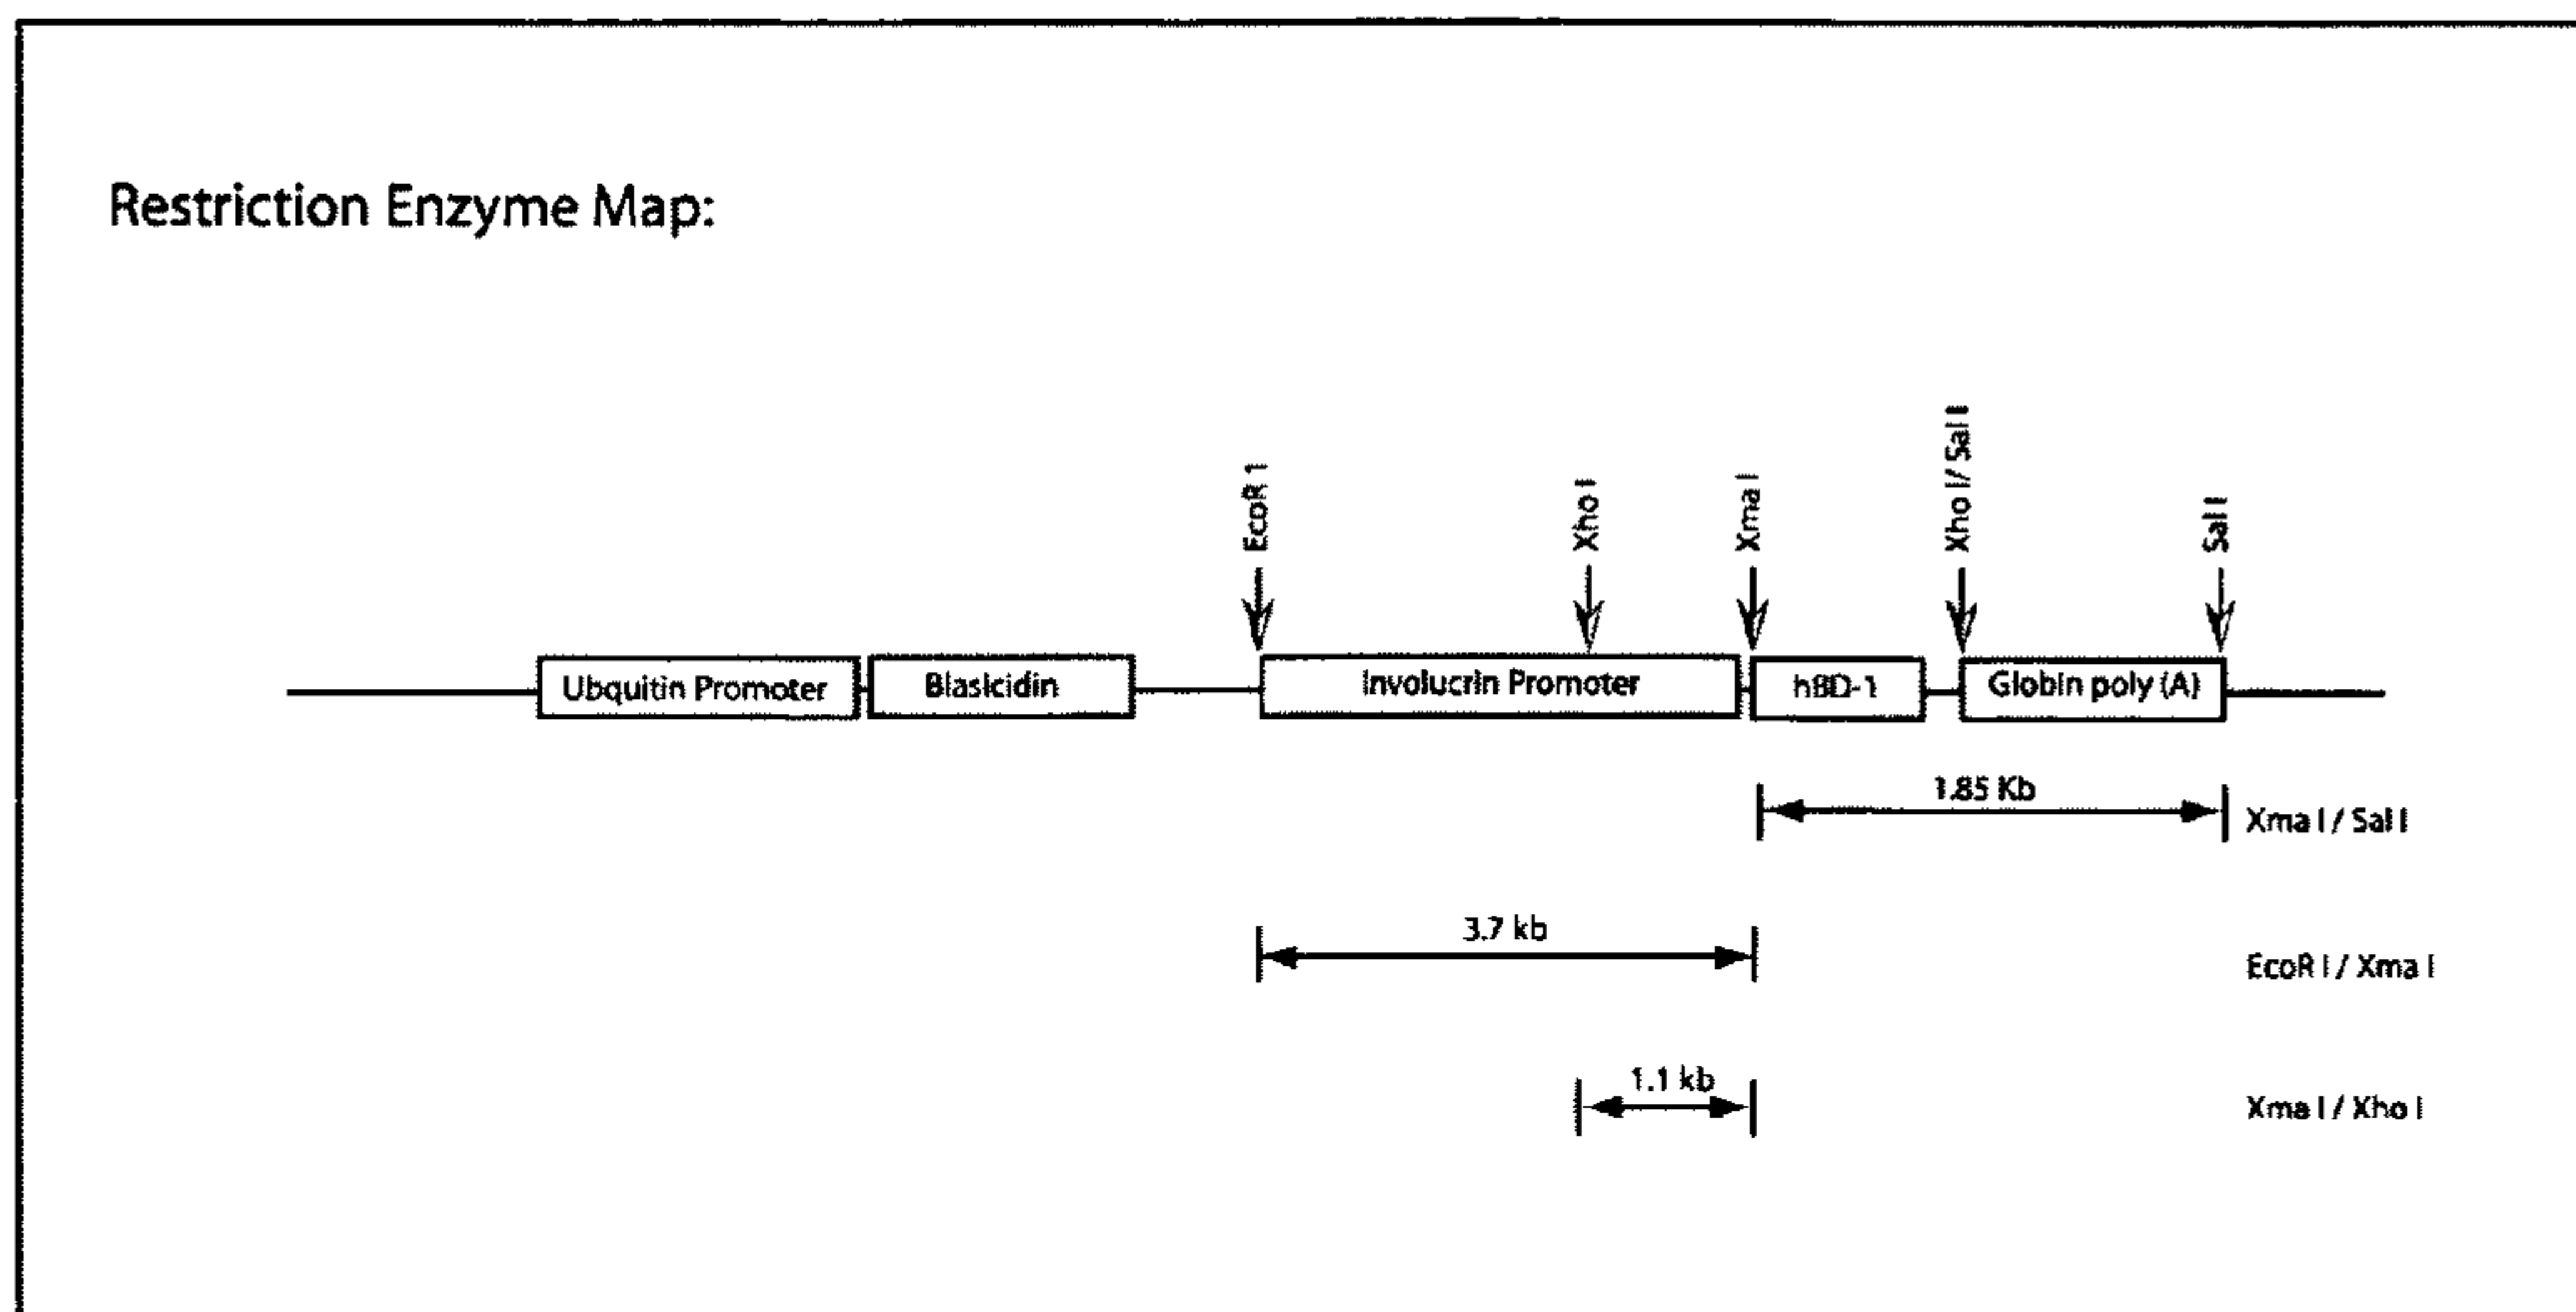 Restriction Enzyme Map:
EcoR 1
Xho I
Xma I
Xho I/ Sal I
Sal I
Ubquitin Promoter
Blasicidin
Involucrin Promoter
hBD-1
Globin poly (A)
1.85 Kb
Xma I / Sal I
3.7 kb
EcoR I / Xma I
1.1 kb
Xma I / Xho I